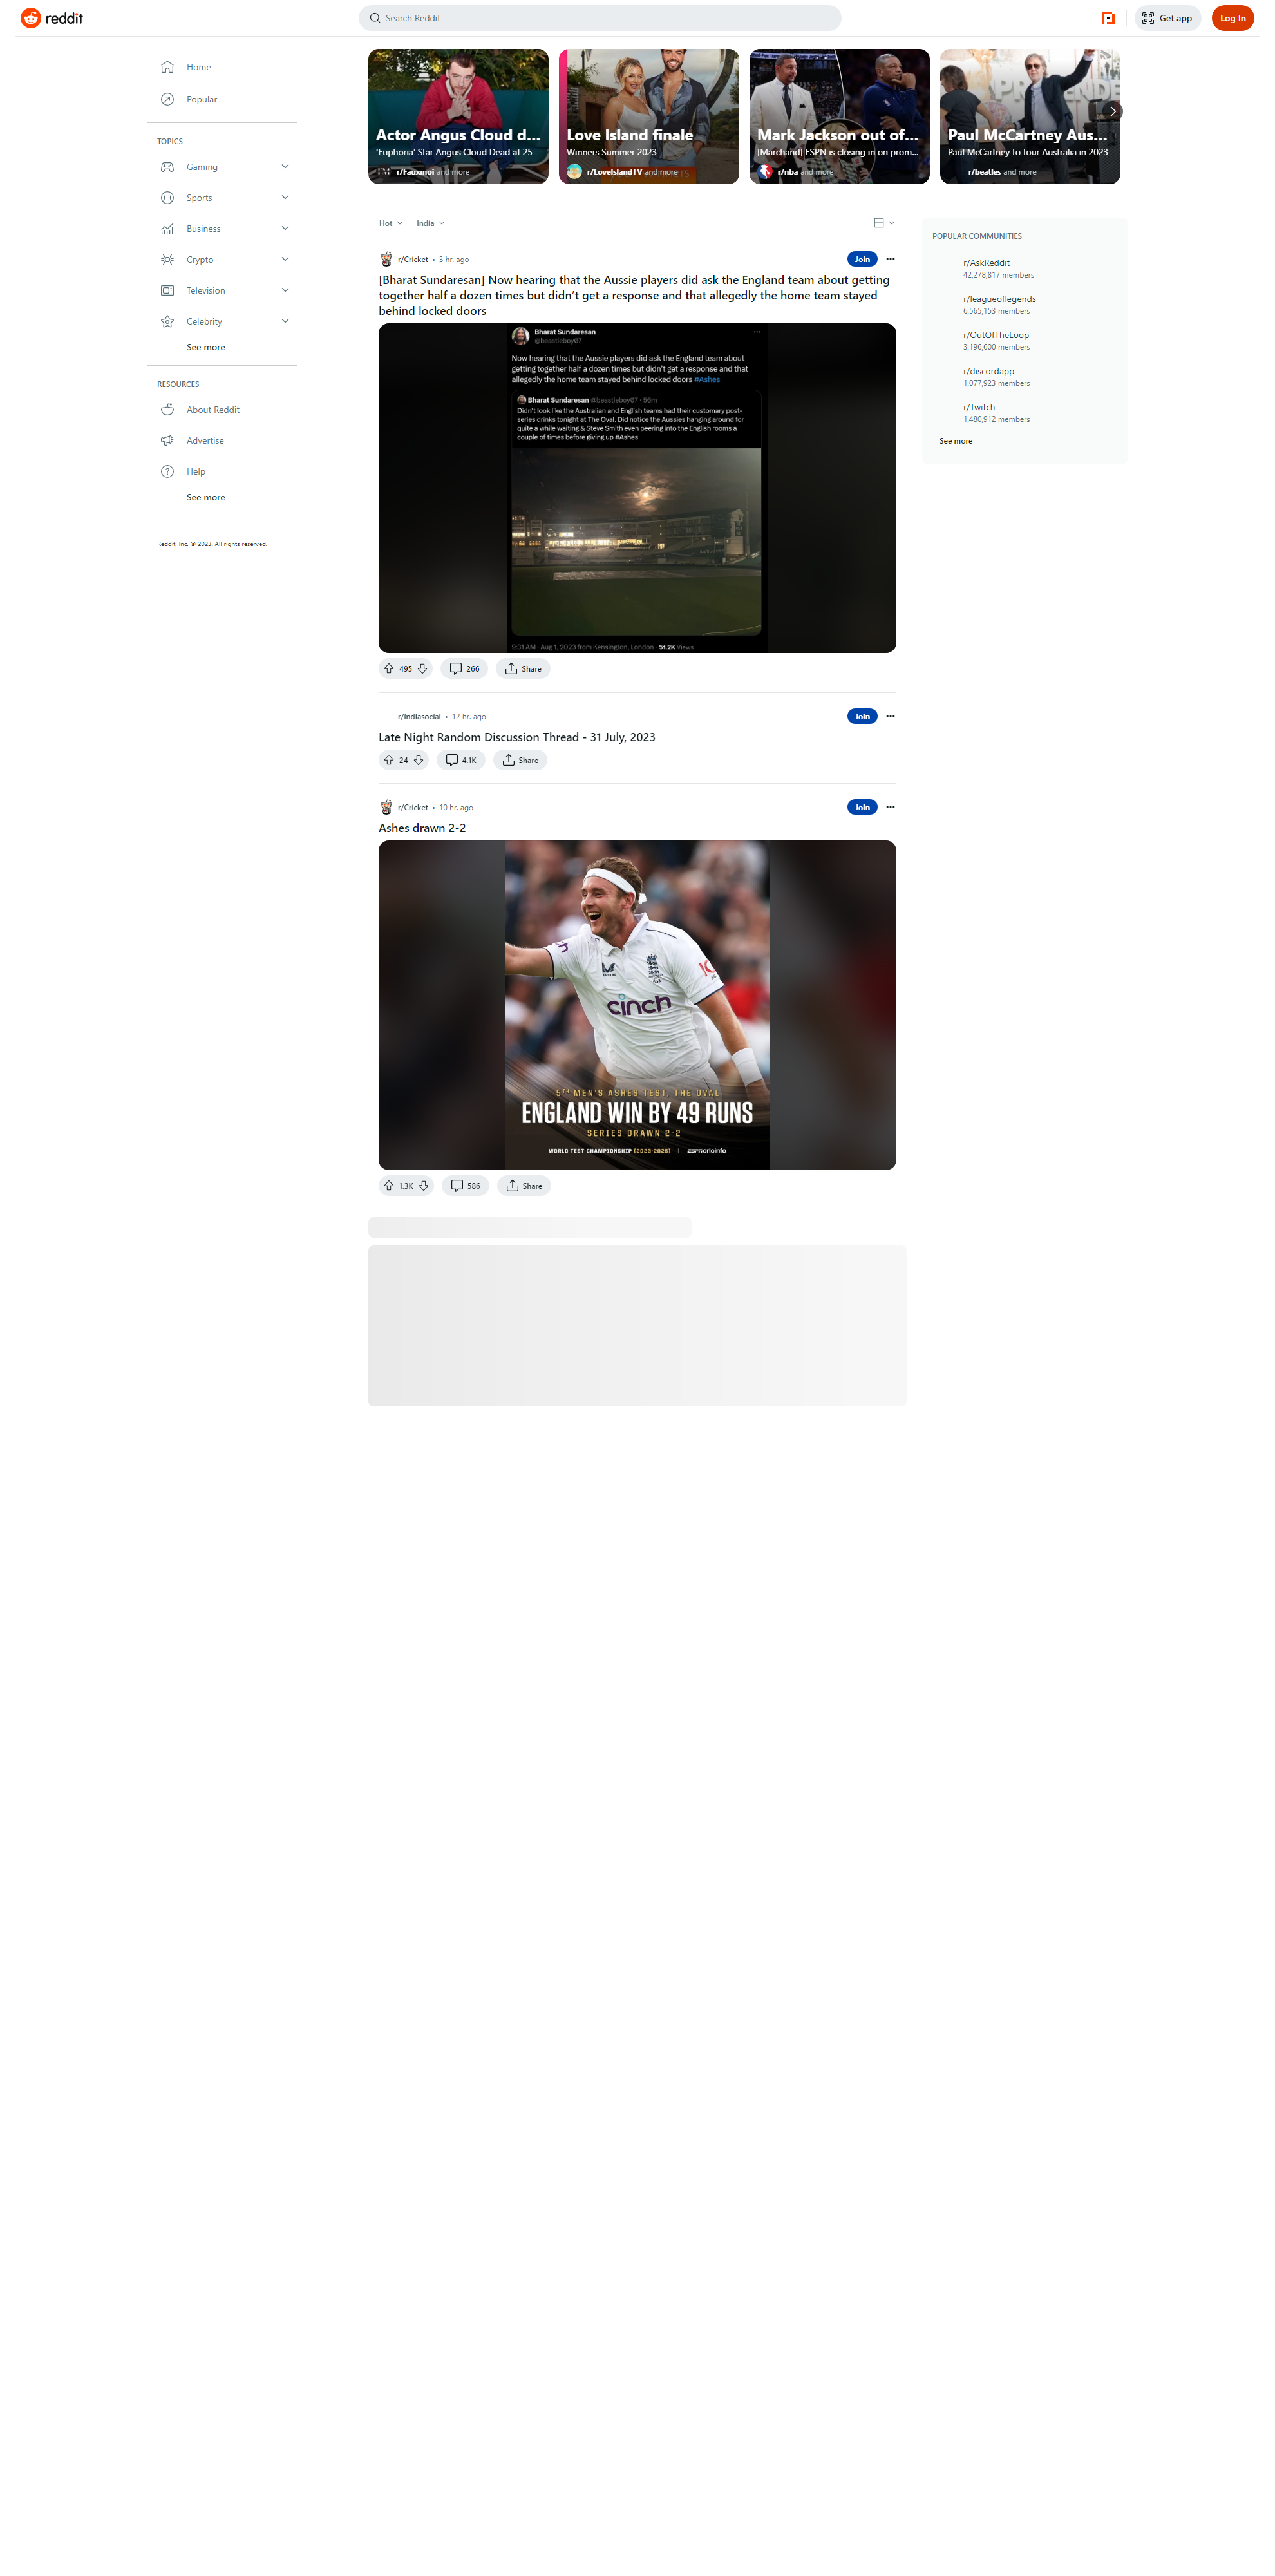 reddit
Search Reddit
Get app
Log In
Home
Popular
TOPICS
Gaming
Sports
Business
Crypto
Television
Celebrity
See more
RESOURCES
About Reddit
Advertise
Help
See more
Reddit, Inc. © 2023. All rights reserved.
Actor Angus Cloud d...
'Euphoria' Star Angus Cloud Dead at 25
r/Fauxmoi and more
Love Island finale
Winners Summer 2023
r/LoveIslandTV and more
Mark Jackson out of...
[Marchand] ESPN is closing in on prom...
r/nba and more
Paul McCartney Aus...
Paul McCartney to tour Australia in 2023
r/beatles and more
Hot
India
r/Cricket • 3 hr. ago
Join
[Bharat Sundaresan] Now hearing that the Aussie players did ask the England team about getting
together half a dozen times but didn't get a response and that allegedly the home team stayed
behind locked doors
Bharat Sundaresan
@beastieboy07
Now hearing that the Aussie players did ask the England team about
getting together half a dozen times but didn't get a response and that
allegedly the home team stayed behind locked doors #Ashes
Bharat Sundaresan @beastieboy07 · 56m
Didn't look like the Australian and English teams had their customary post-
series drinks tonight at The Oval. Did notice the Aussies hanging around for
quite a while waiting & Steve Smith even peering into the English rooms a
couple of times before giving up #Ashes
9:31 AM · Aug 1, 2023 from Kensington, London · 51.2K Views
495
266
Share
r/indiasocial • 12 hr. ago
Join
Late Night Random Discussion Thread - 31 July, 2023
24
4.1K
Share
r/Cricket • 10 hr. ago
Join
Ashes drawn 2-2
cinch
5TH MEN'S ASHES TEST, THE OVAL
ENGLAND WIN BY 49 RUNS
SERIES DRAWN 2-2
WORLD TEST CHAMPIONSHIP (2023-2025) | ESPNcricinfo
1.3K
586
Share
POPULAR COMMUNITIES
r/AskReddit
42,278,817 members
r/leagueoflegends
6,565,153 members
r/OutOfTheLoop
3,196,600 members
r/discordapp
1,077,923 members
r/Twitch
1,480,912 members
See more